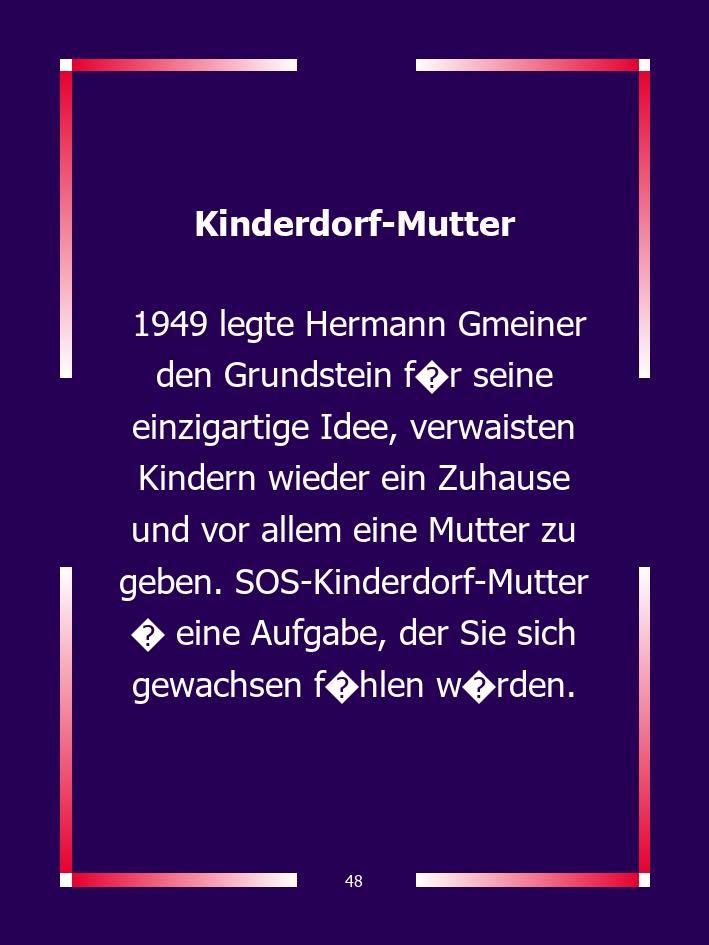 Kinderdorf-Mutter
1949 legte Hermann Gmeiner
den Grundstein f�r seine
einzigartige Idee, verwaisten
Kindern wieder ein Zuhause
und vor allem eine Mutter zu
geben. SOS-Kinderdorf-Mutter
� eine Aufgabe, der Sie sich
gewachsen f�hlen w�rden.
48